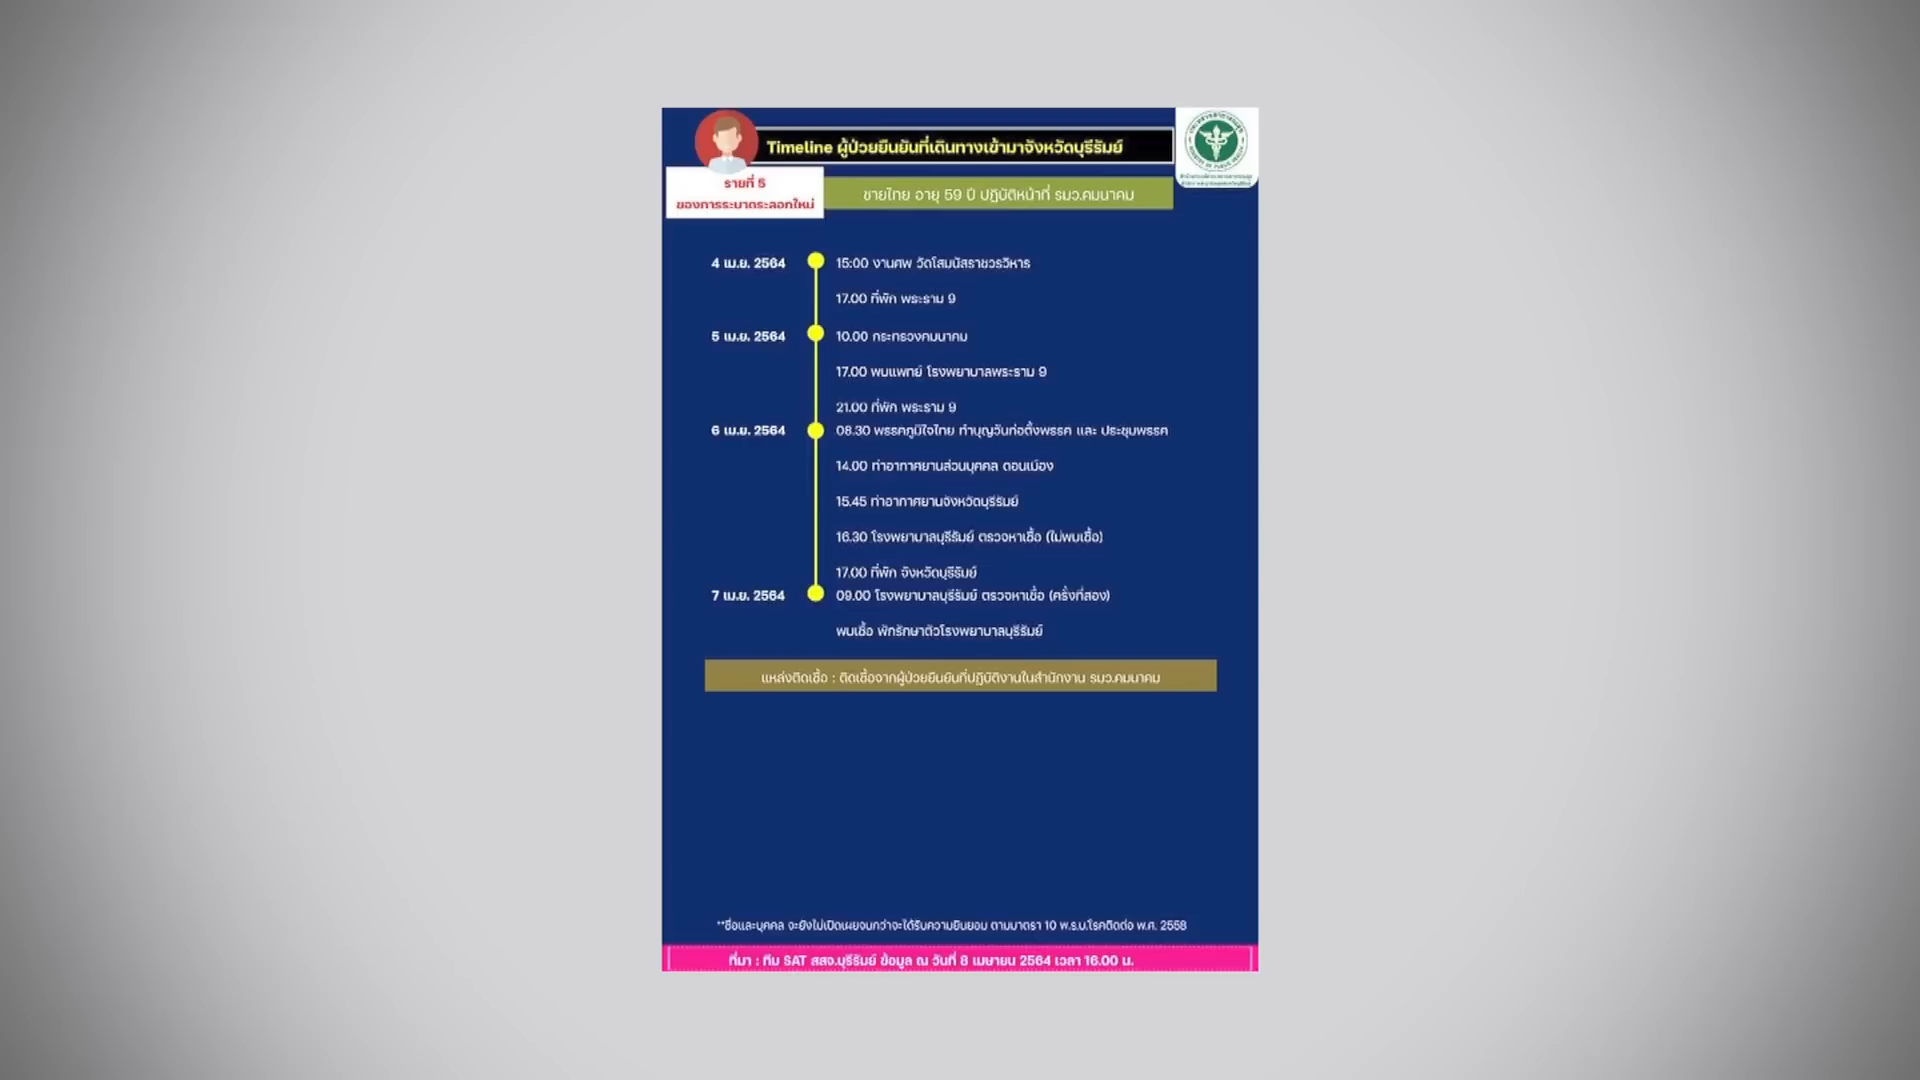 Timeline ผู้ป่วยยืนยันที่เดินทางเข้ามาจังหวัดบุรีรัมย์
รายที่ 5
ของการระบาดระลอกใหม่
ชายไทย อายุ 59 ปี ปฏิบัติหน้าที่ รมว.คมนาคม
4 เม.ย. 2564 15:00 งานศพ วัดโสมนัสราชวรวิหาร
17.00 ที่พัก พระราม 9
5 เม.ย. 2564 10.00 กระทรวงคมนาคม
17.00 พบแพทย์ โรงพยาบาลพระราม 9
21.00 ที่พัก พระราม 9
6 เม.ย. 2564 08.30 พรรคภูมิใจไทย ทำบุญวันก่อตั้งพรรค และ ประชุมพรรค
14.00 ท่าอากาศยานส่วนบุคคล ดอนเมือง
15.45 ท่าอากาศยานจังหวัดบุรีรัมย์
16.30 โรงพยาบาลบุรีรัมย์ ตรวจหาเชื้อ (ไม่พบเชื้อ)
17.00 ที่พัก จังหวัดบุรีรัมย์
7 เม.ย. 2564 09.00 โรงพยาบาลบุรีรัมย์ ตรวจหาเชื้อ (ครั้งที่สอง)
พบเชื้อ พักรักษาตัวโรงพยาบาลบุรีรัมย์
แหล่งติดเชื้อ : ติดเชื้อจากผู้ป่วยยืนยันที่ปฏิบัติงานในสำนักงาน รมว.คมนาคม
**ชื่อและบุคคล จะยังไม่เปิดเผยจนกว่าจะได้รับความยินยอม ตามมาตรา 10 พ.ร.บ.โรคติดต่อ พ.ศ. 2558
ที่มา : ทีม SAT สสจ.บุรีรัมย์ ข้อมูล ณ วันที่ 8 เมษายน 2564 เวลา 16.00 น.